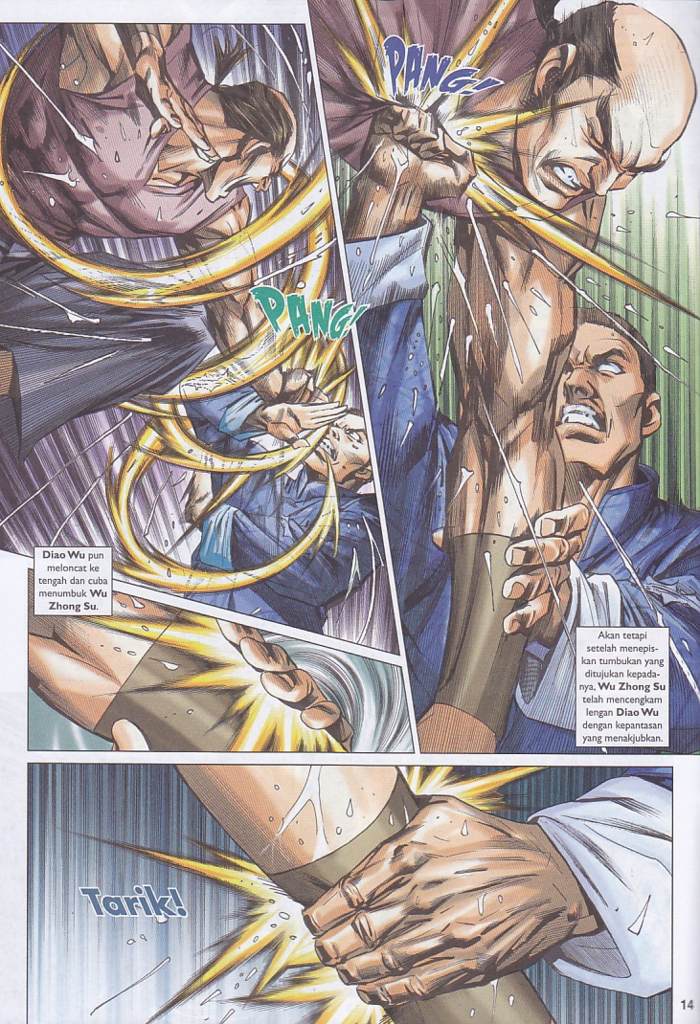 PANG!
PANG!
Diao Wu pun
meloncat ke
tengah dan cuba
menumbuk Wu
Zhong Su.
Akan tetapi
setelah menepis-
kan tumbukan yang
ditujukan kepada-
nya, Wu Zhong Su
telah mencengkam
lengan Diao Wu
dengan kepantasan
yang menakjubkan.
Tarik!
14